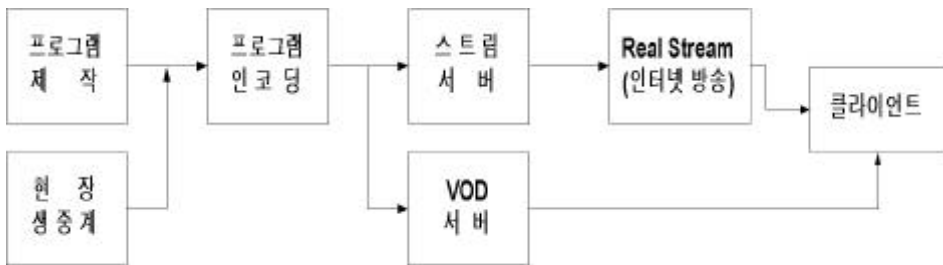 프로그램
제 작
프로그램
인 코 딩
스 트 림
서 버
Real Stream
(인터넷 방송)
클라이언트
현 장
생 중 계
VOD
서 버